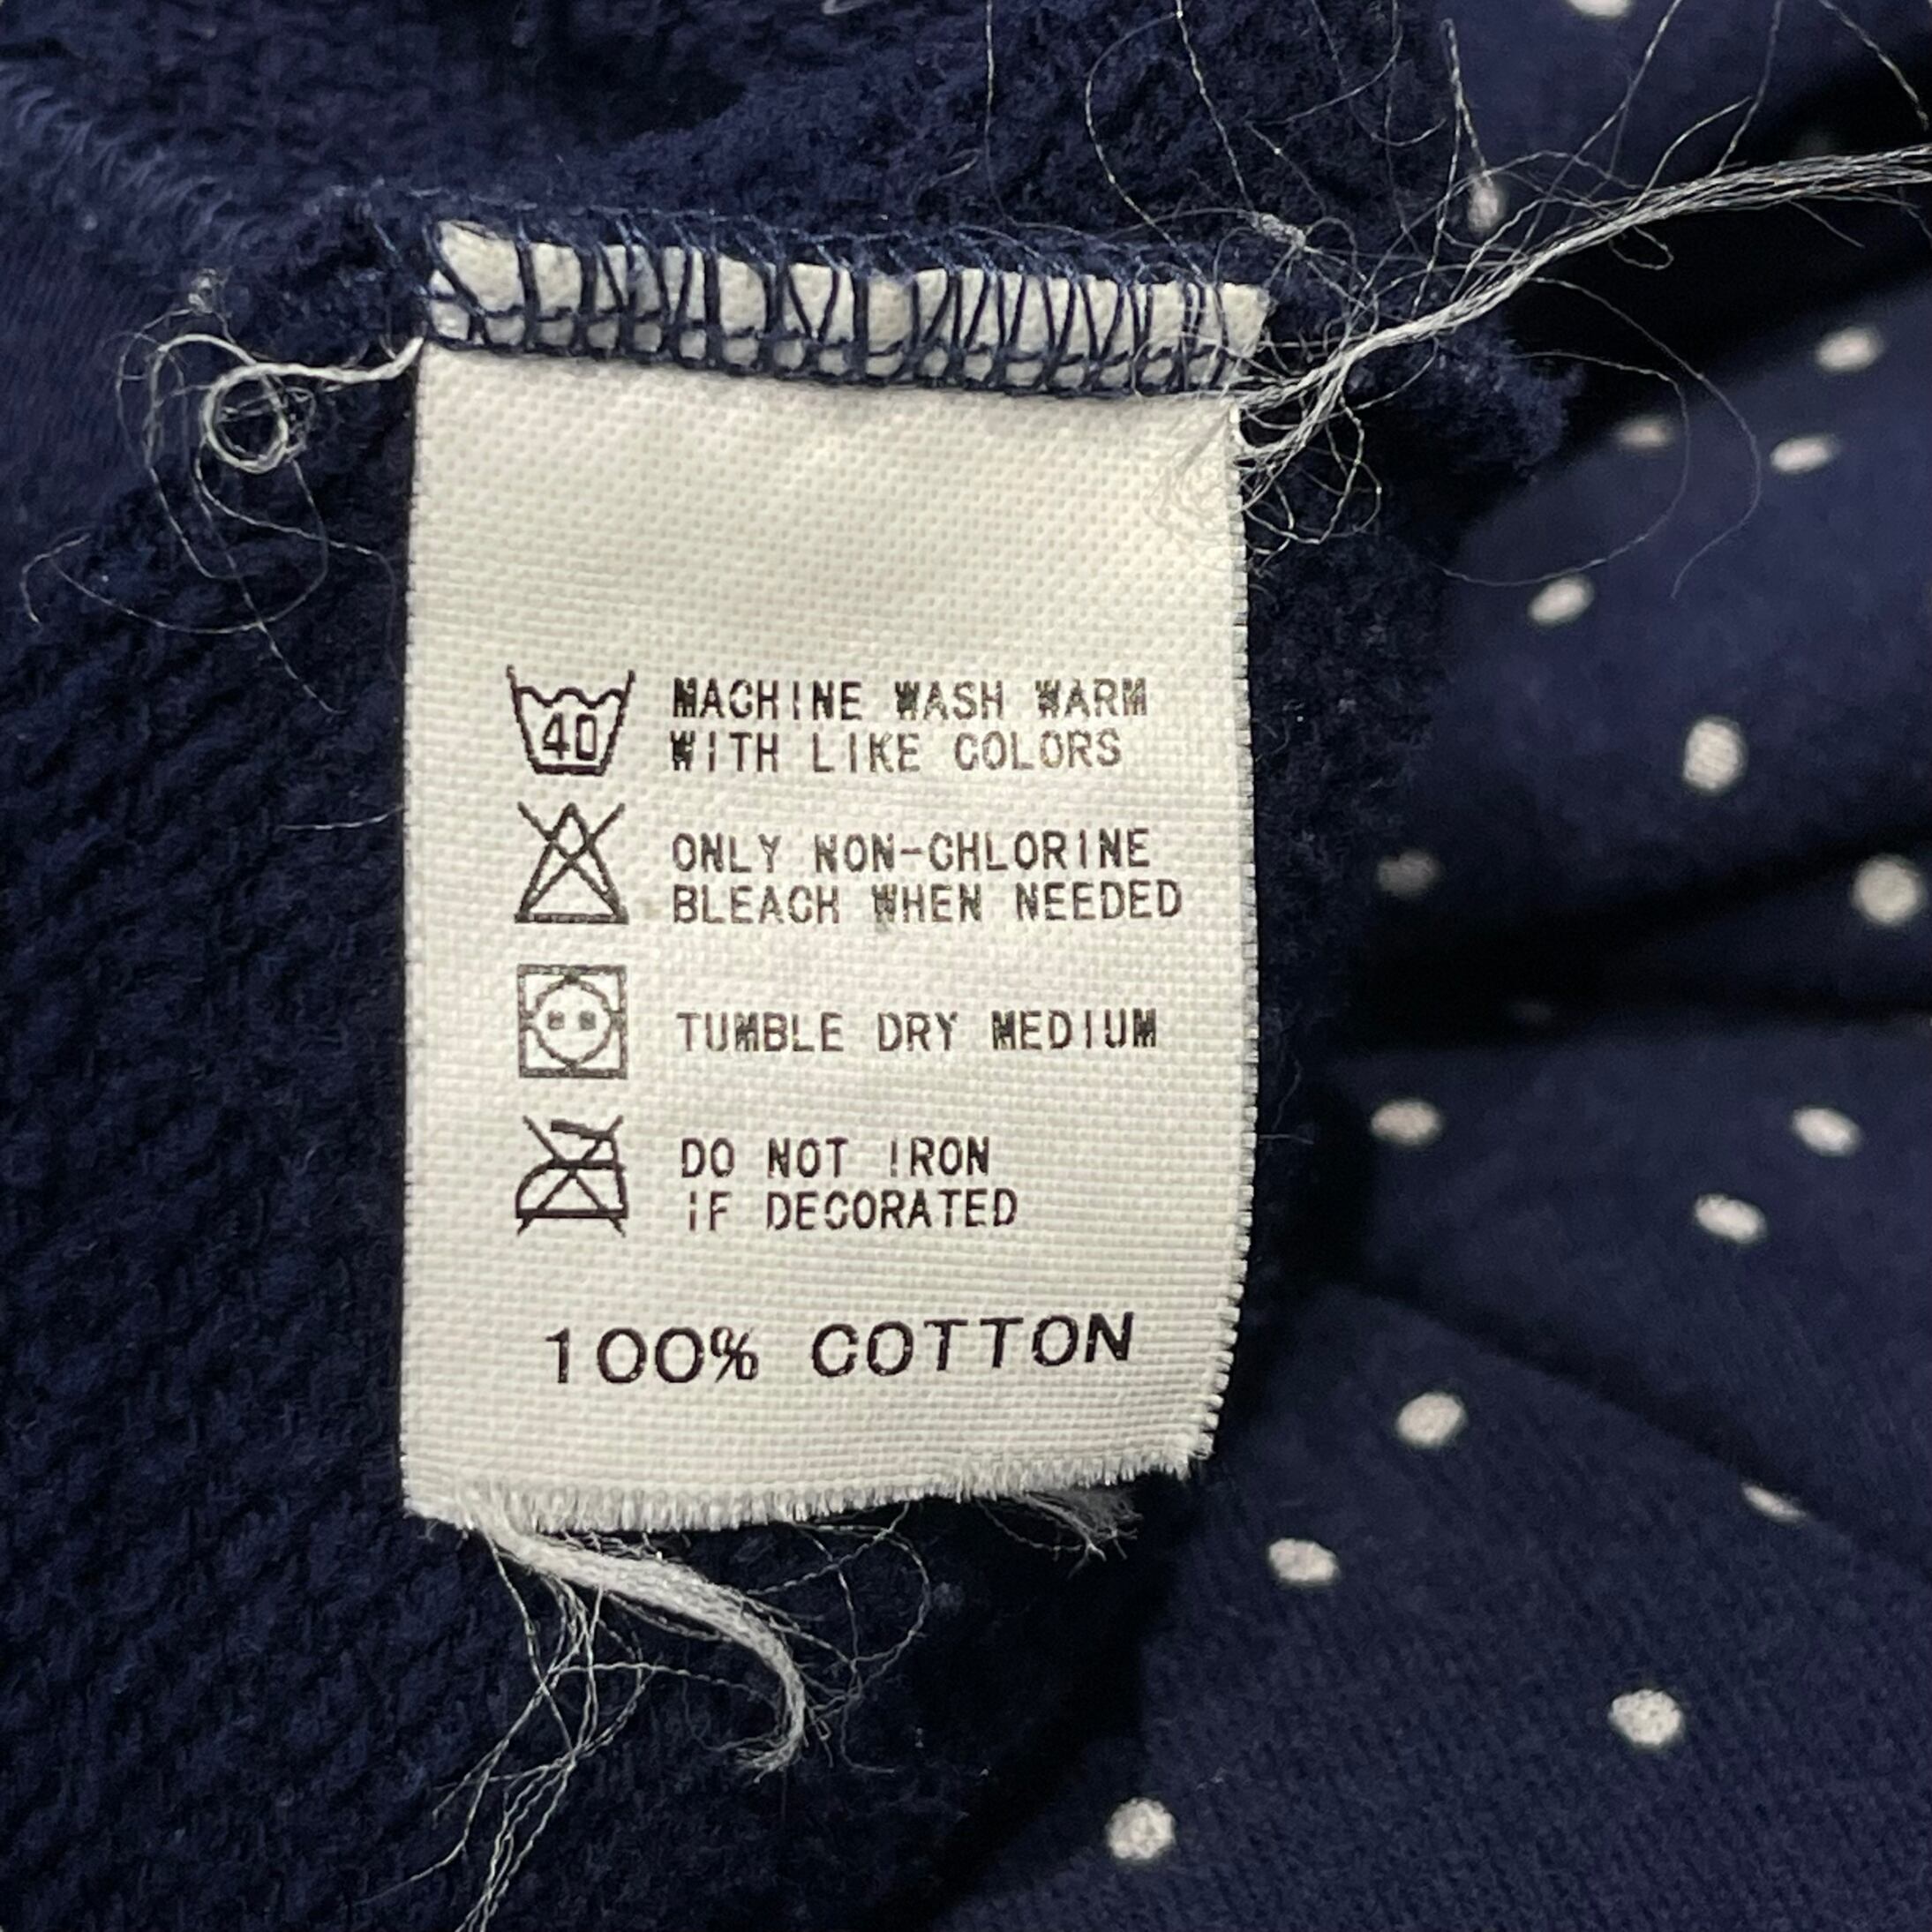 40
MACHINE WASH WARM
WITH LIKE COLORS
ONLY NON-CHLORINE
BLEACH WHEN NEEDED
TUMBLE DRY MEDIUM
DO NOT IRON
IF DECORATED
100% COTTON